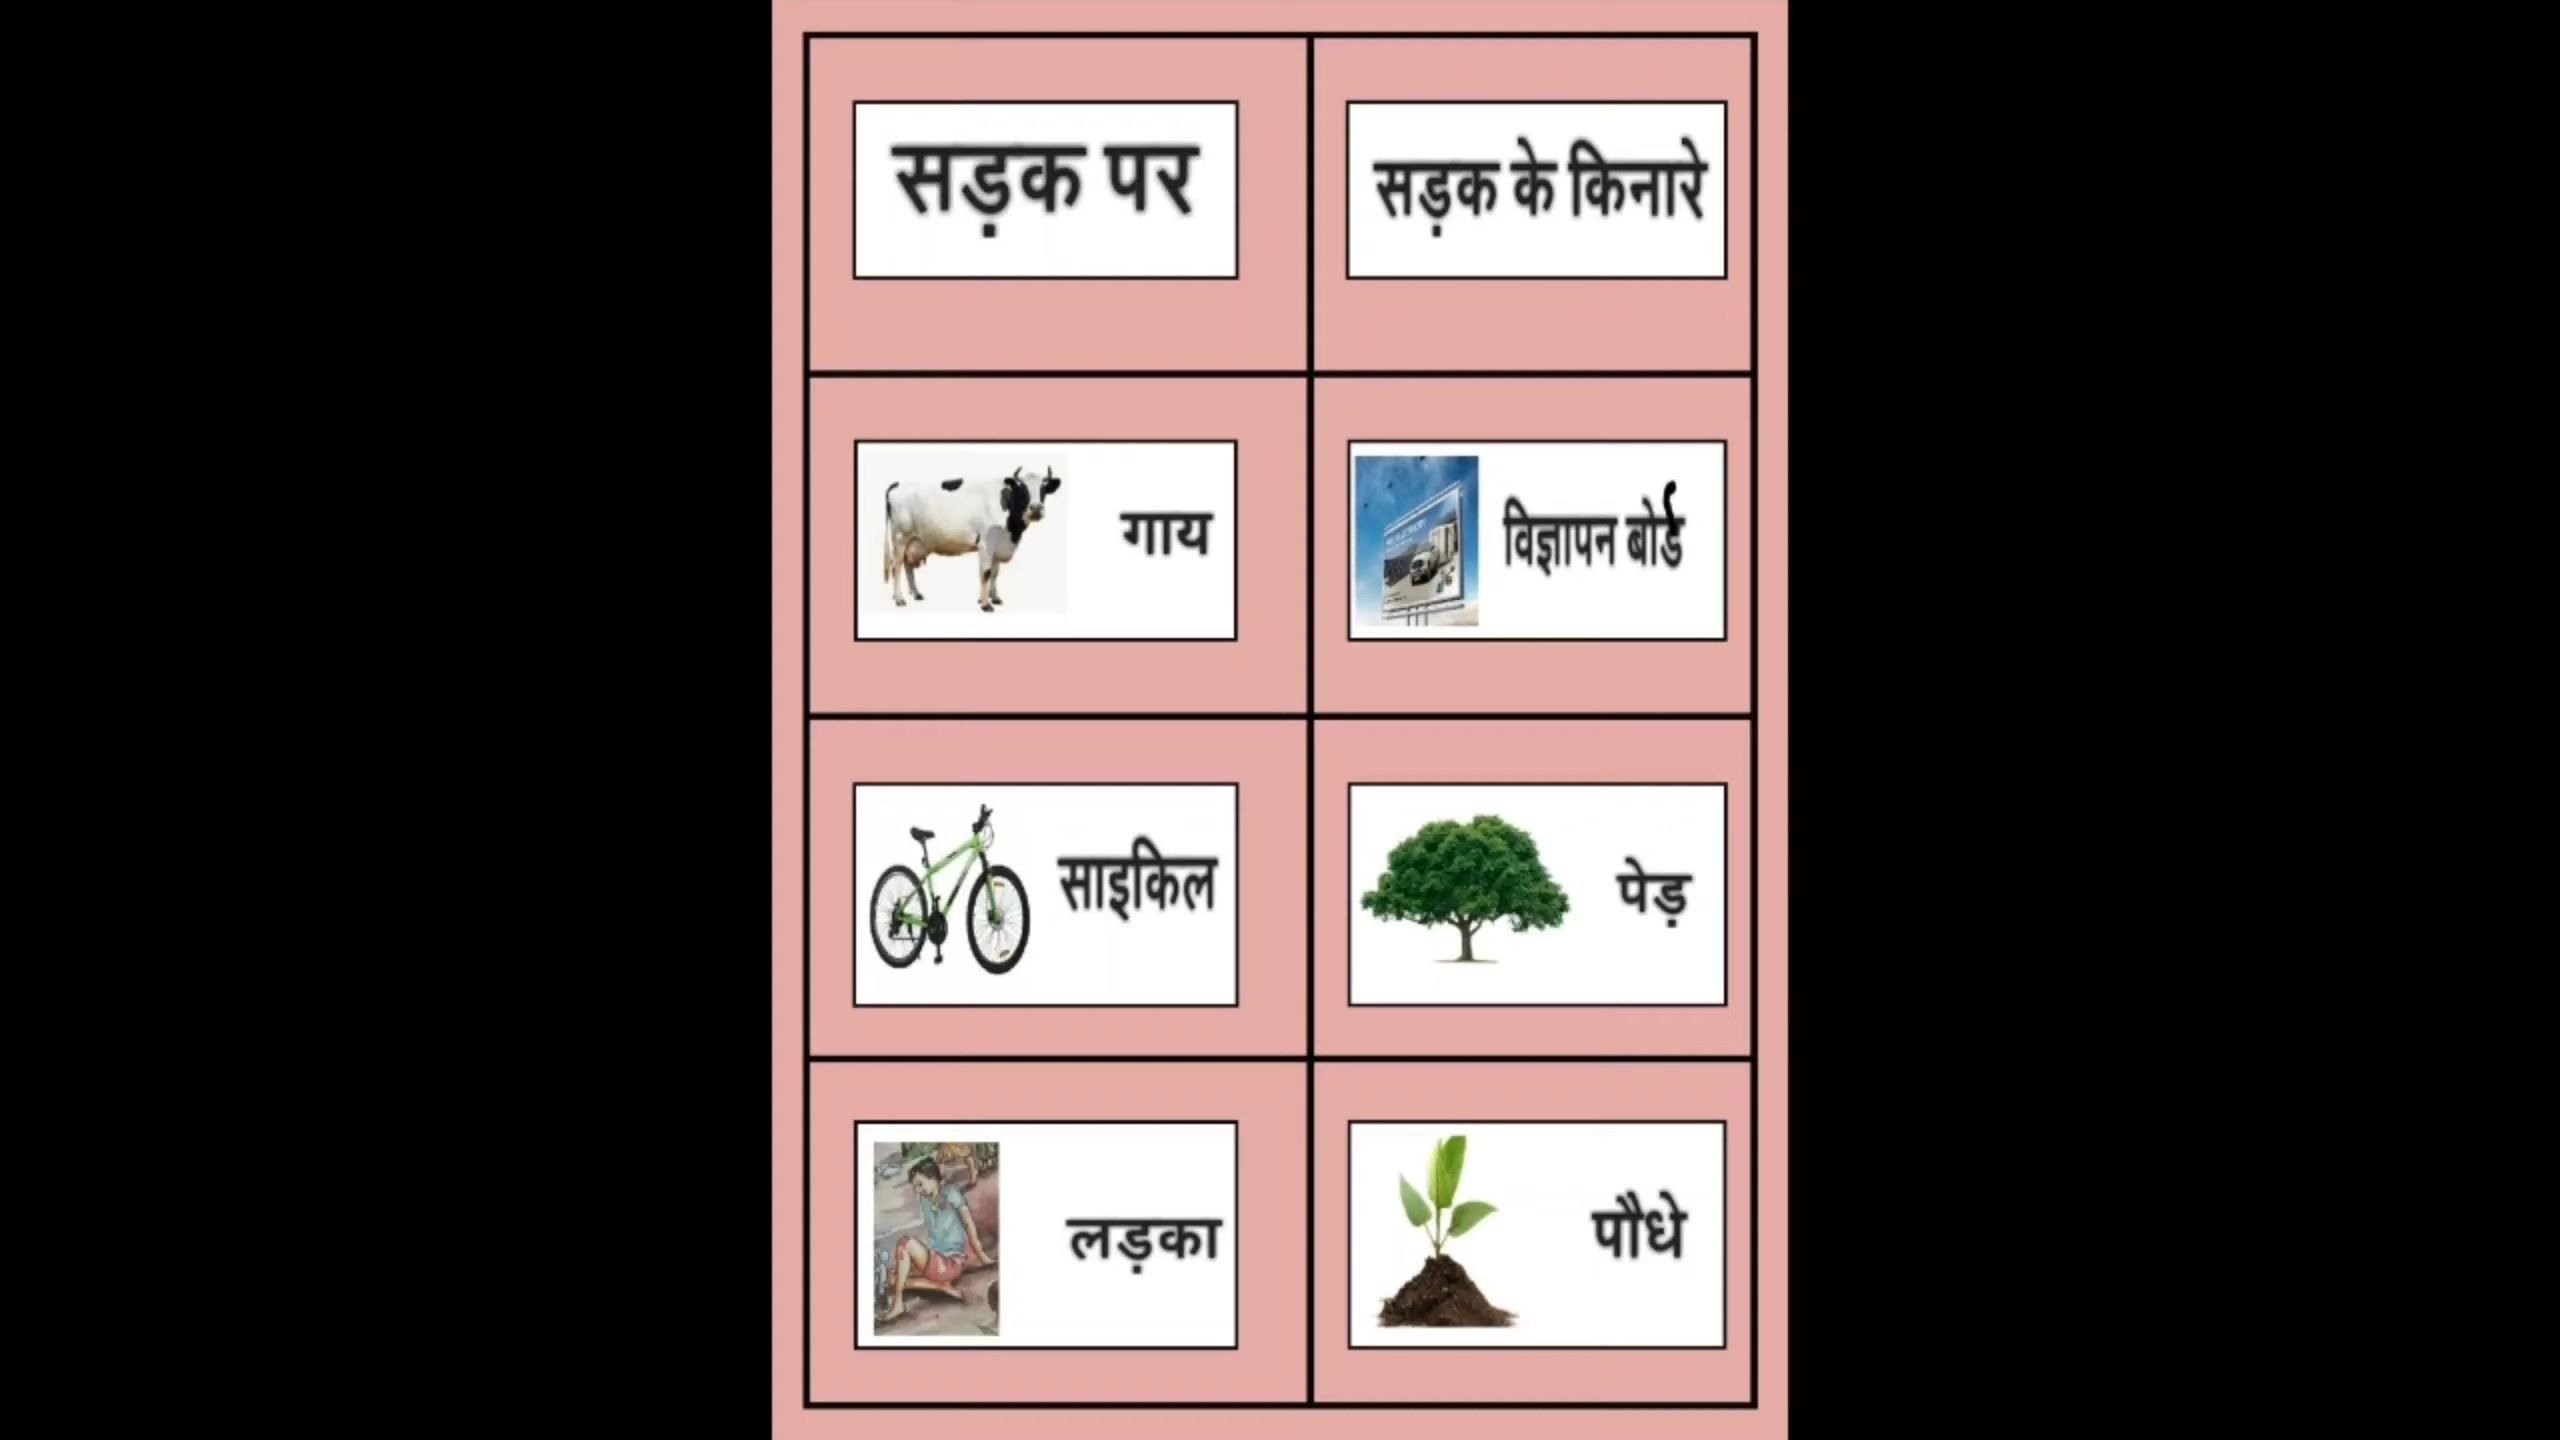 सड़क पर
सड़क के किनारे
गाय
विज्ञापन बोर्ड
साइकिल
पेड़
लड़का
पौधे